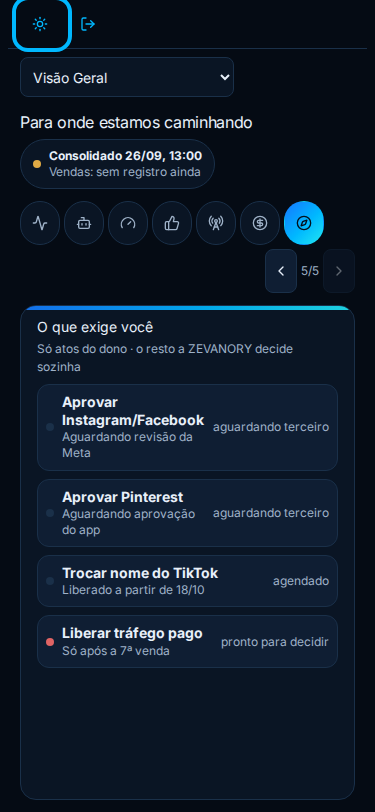 Visão Geral
Para onde estamos caminhando
Consolidado 26/09, 13:00
Vendas: sem registro ainda
5/5
O que exige você
Só atos do dono · o resto a ZEVANORY decide
sozinha
Aprovar
Instagram/Facebook
Aguardando revisão da
Meta
aguardando terceiro
Aprovar Pinterest
Aguardando aprovação
do app
aguardando terceiro
Trocar nome do TikTok
Liberado a partir de 18/10
agendado
Liberar tráfego pago
Só após a 7ª venda
pronto para decidir